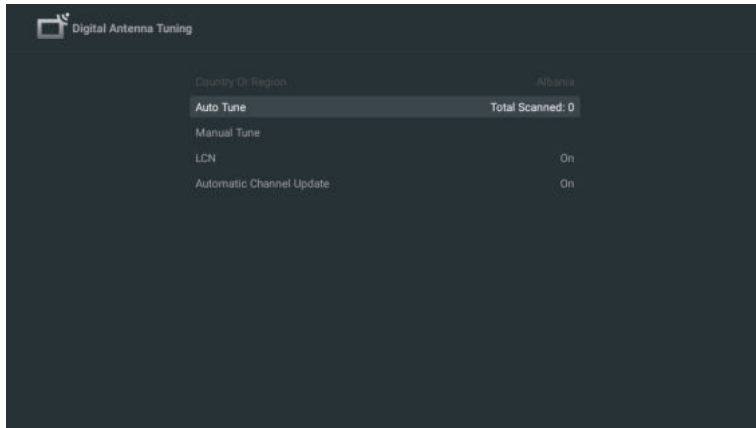 Digital Antenna Tuning
Country Or Region Albania
Auto Tune Total Scanned: 0
Manual Tune
LCN On
Automatic Channel Update On